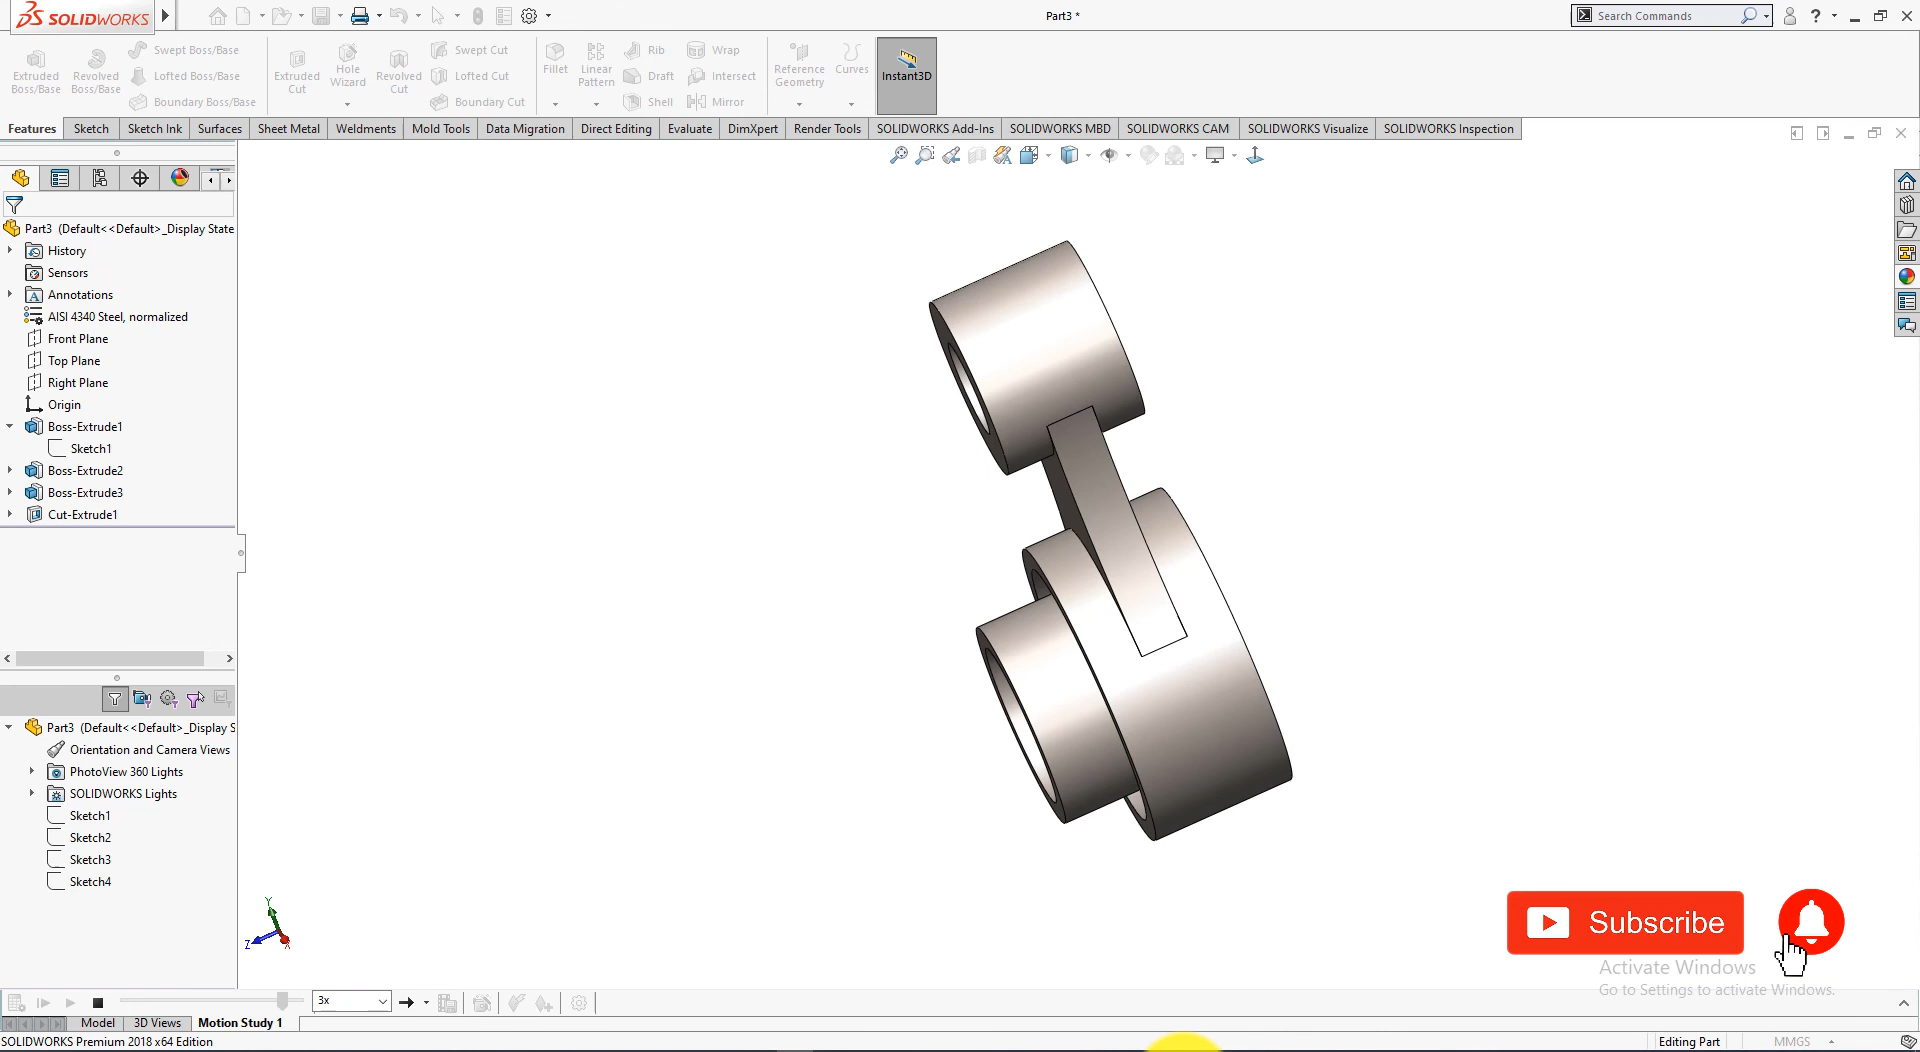 SOLIDWORKS
Part3 *
Search Commands
?
Extruded Boss/Base
Revolved Boss/Base
Swept Boss/Base
Lofted Boss/Base
Boundary Boss/Base
Extruded Cut
Hole Wizard
Revolved Cut
Swept Cut
Lofted Cut
Boundary Cut
Fillet
Linear Pattern
Rib
Draft
Shell
Wrap
Intersect
Mirror
Reference Geometry
Curves
Instant3D
Features Sketch Sketch Ink Surfaces Sheet Metal Weldments Mold Tools Data Migration Direct Editing Evaluate DimXpert Render Tools SOLIDWORKS Add-Ins SOLIDWORKS MBD SOLIDWORKS CAM SOLIDWORKS Visualize SOLIDWORKS Inspection
Part3 (Default<<Default>_Display State
History
Sensors
Annotations
AISI 4340 Steel, normalized
Front Plane
Top Plane
Right Plane
Origin
Boss-Extrude1
Sketch1
Boss-Extrude2
Boss-Extrude3
Cut-Extrude1
Part3 (Default<<Default>_Display S
Orientation and Camera Views
PhotoView 360 Lights
SOLIDWORKS Lights
Sketch1
Sketch2
Sketch3
Sketch4
Y
Z
X
Subscribe
Activate Windows
Go to Settings to activate Windows.
3x
Model 3D Views Motion Study 1
SOLIDWORKS Premium 2018 x64 Edition
Editing Part
MMGS